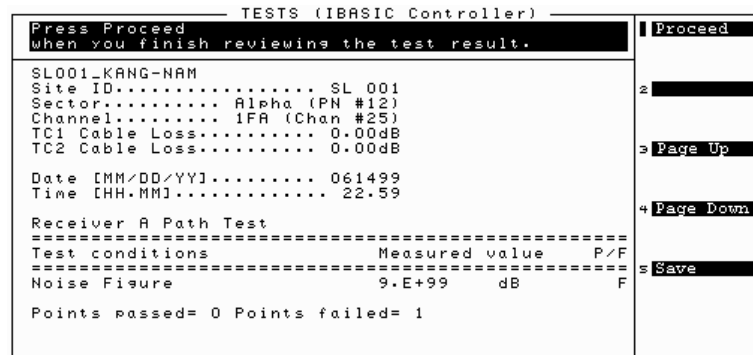 TESTS (IBASIC Controller)
Press Proceed
when you finish reviewing the test result.
SL001_KANG-NAM
Site ID................. SL 001
Sector.......... Alpha (PN #12)
Channel......... 1FA (Chan #25)
TC1 Cable Loss.......... 0.00dB
TC2 Cable Loss.......... 0.00dB
Date [MM/DD/YY]......... 061499
Time [HH.MM]............. 22.59
Receiver A Path Test
==================================================
Test conditions Measured value P/F
==================================================
Noise Figure 9.E+99 dB F
Points passed= 0 Points failed= 1
1 Proceed
2
3 Page Up
4 Page Down
5 Save